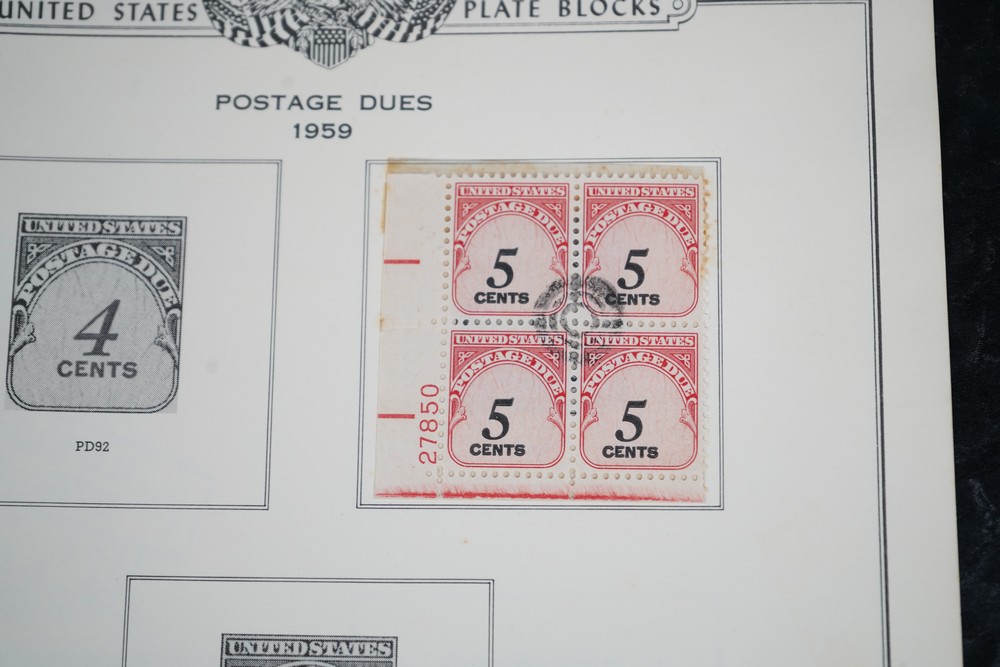 UNITED STATES PLATE BLOCKS
POSTAGE DUES
1959
UNITED STATES
POSTAGE DUE
4
CENTS
PD92
UNITED STATES
POSTAGE DUE
5
CENTS
UNITED STATES
POSTAGE DUE
5
CENTS
UNITED STATES
POSTAGE DUE
5
CENTS
UNITED STATES
POSTAGE DUE
5
CENTS
27850
UNITED STATES